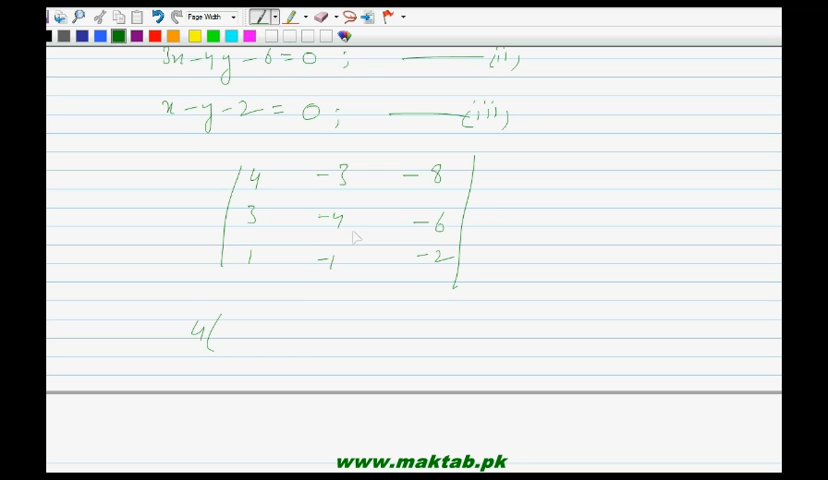 Page Width
3x-4y-6=0 ; (ii)
x-y-2=0 ; (iii)
4 -3 -8
3 -4 -6
1 -1 -2
4(
www.maktab.pk